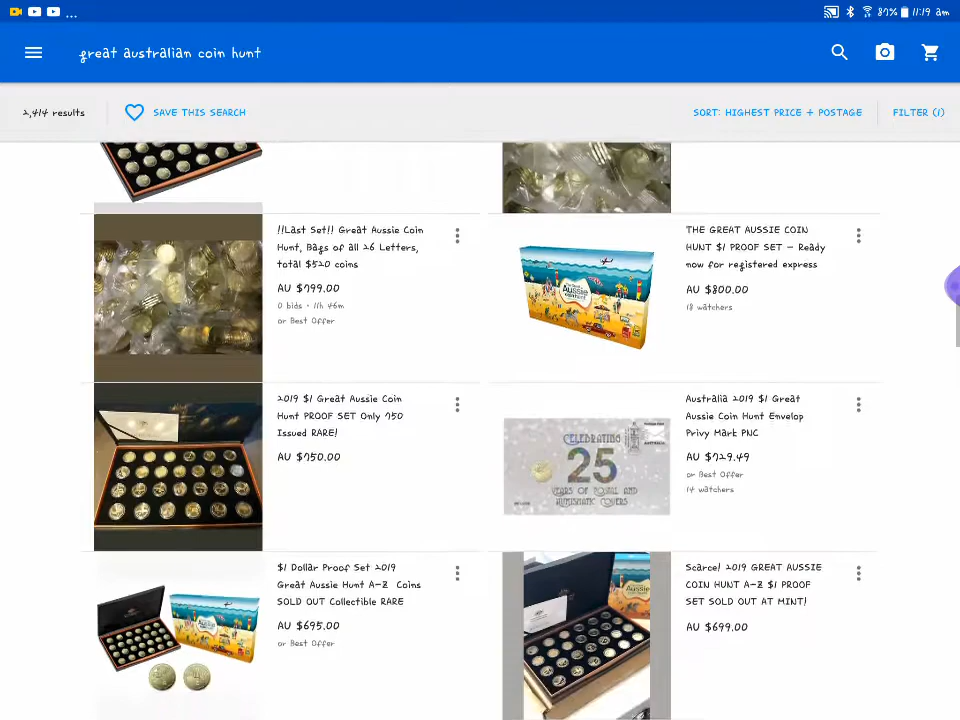 ...
87% 11:19 am
great australian coin hunt
2,414 results
SAVE THIS SEARCH
SORT: HIGHEST PRICE + POSTAGE
FILTER (1)
!!Last Set!! Great Aussie Coin
Hunt, Bags of all 26 Letters,
total $520 coins
AU $799.00
0 bids • 11h 46m
or Best Offer
THE GREAT AUSSIE COIN
HUNT $1 PROOF SET - Ready
now for registered express
AU $800.00
18 watchers
2019 $1 Great Aussie Coin
Hunt PROOF SET Only 750
Issued RARE!
AU $750.00
Australia 2019 $1 Great
Aussie Coin Hunt Envelop
Privy Mark PNC
AU $729.49
or Best Offer
14 watchers
CELEBRATING
25
YEARS OF POSTAL AND
NUMISMATIC COVERS
$1 Dollar Proof Set 2019
Great Aussie Hunt A-Z Coins
SOLD OUT Collectible RARE
AU $695.00
or Best Offer
Scarce! 2019 GREAT AUSSIE
COIN HUNT A-Z $1 PROOF
SET SOLD OUT AT MINT!
AU $699.00